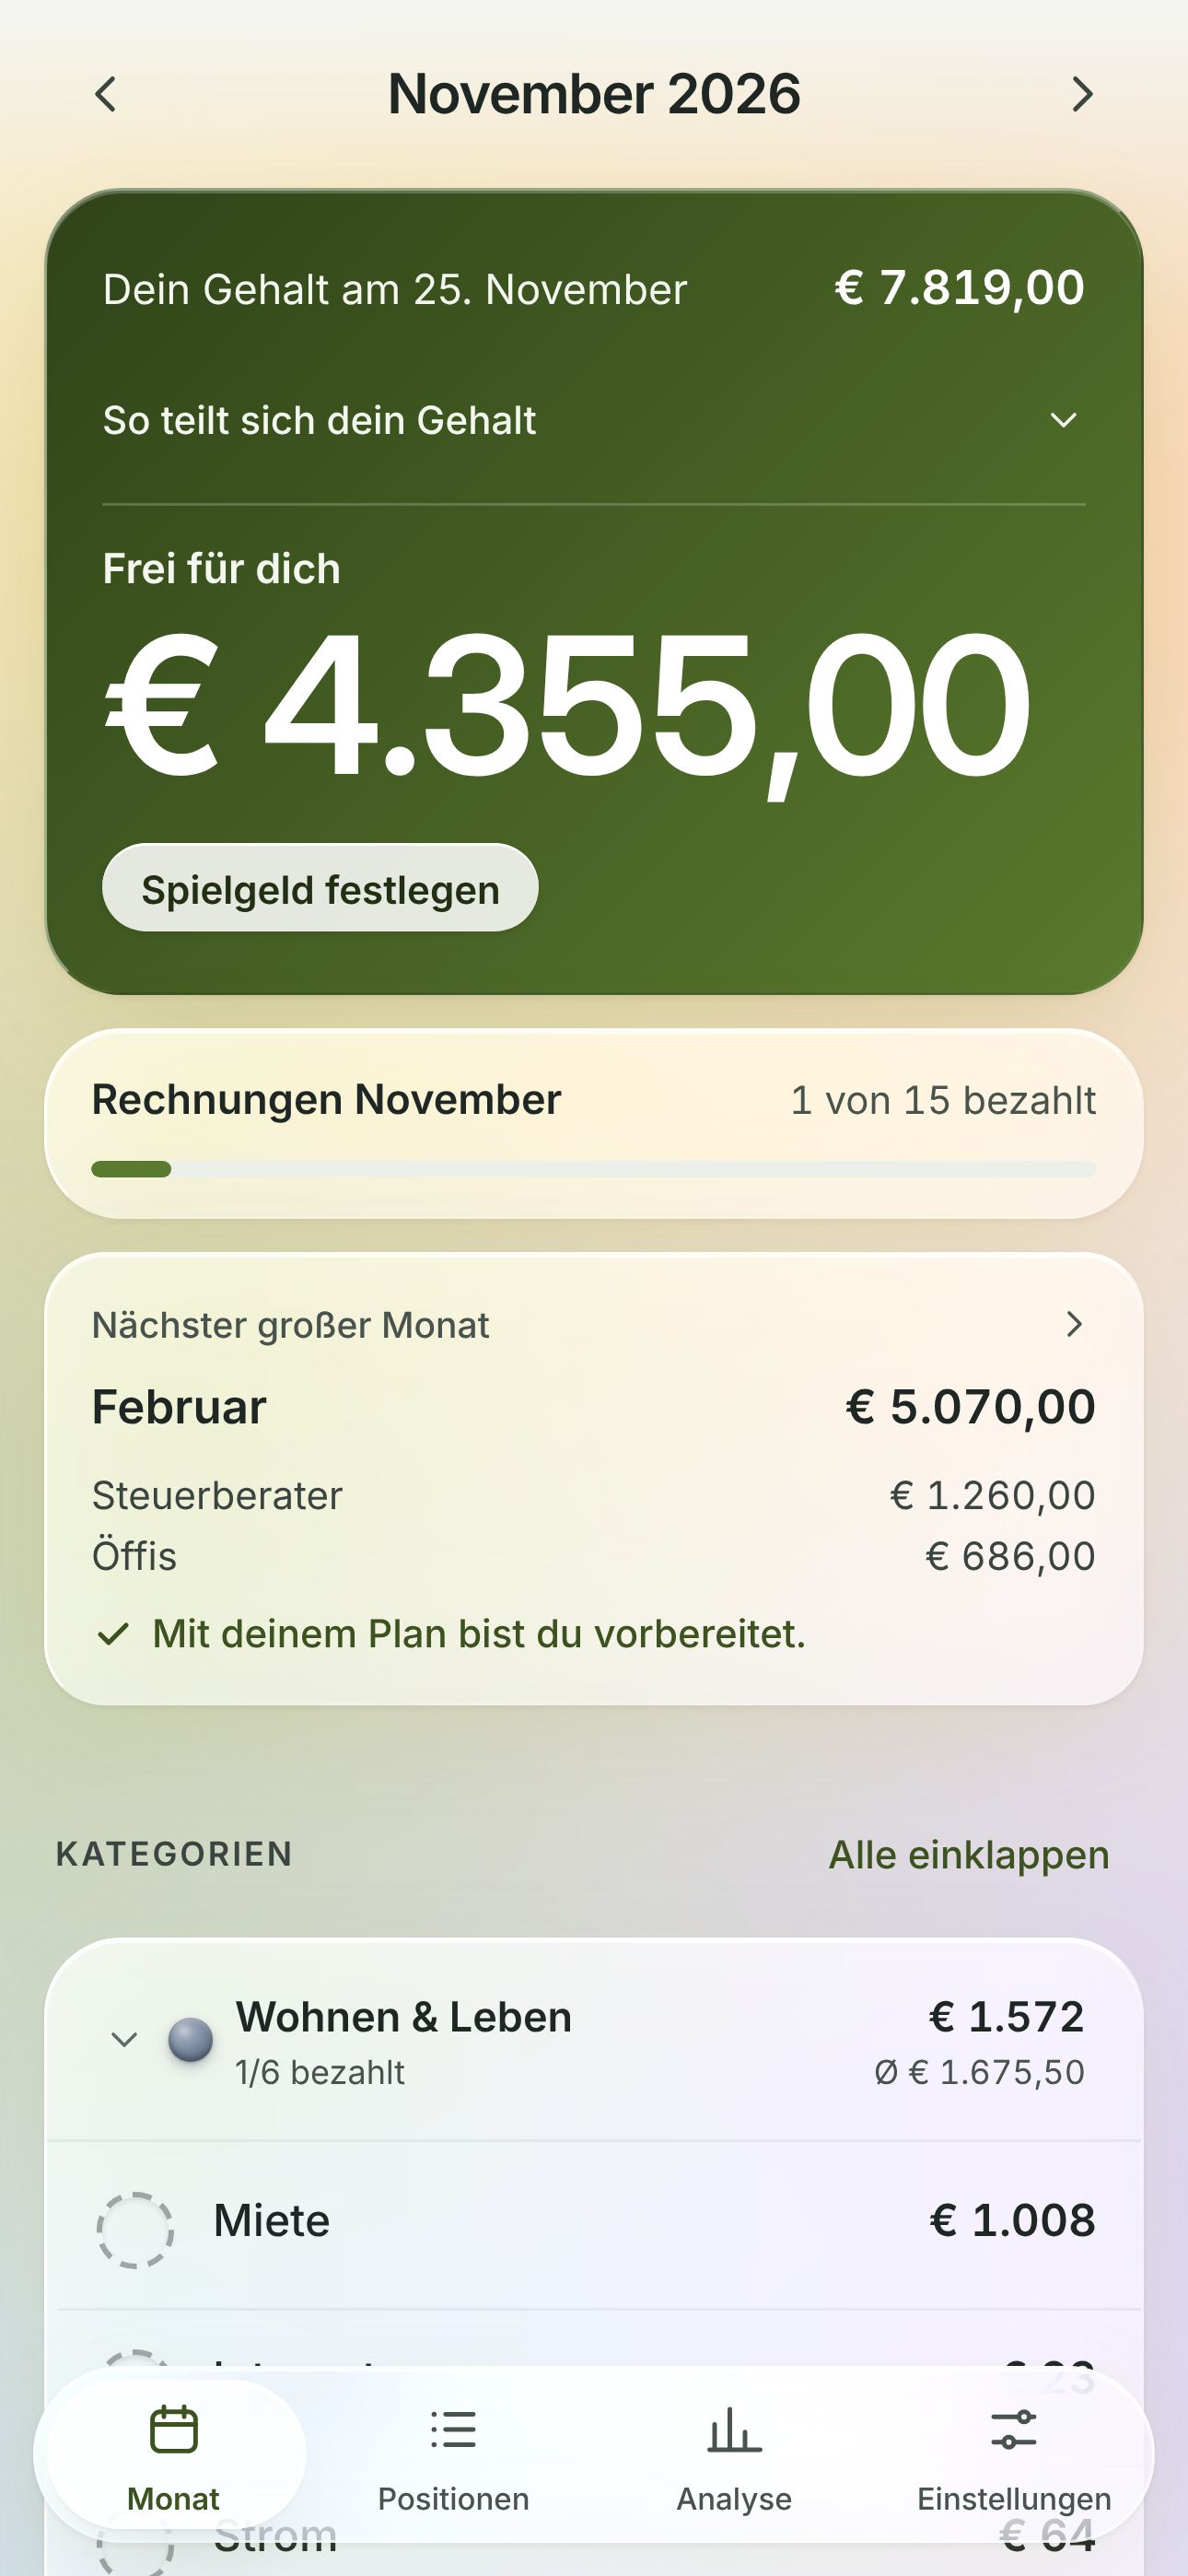 November 2026
Dein Gehalt am 25. November € 7.819,00
So teilt sich dein Gehalt
Frei für dich
€ 4.355,00
Spielgeld festlegen
Rechnungen November 1 von 15 bezahlt
Nächster großer Monat
Februar € 5.070,00
Steuerberater € 1.260,00
Öffis € 686,00
Mit deinem Plan bist du vorbereitet.
KATEGORIEN Alle einklappen
Wohnen & Leben € 1.572
1/6 bezahlt Ø € 1.675,50
Miete € 1.008
€ 23
Monat Positionen Analyse Einstellungen
Strom € 64